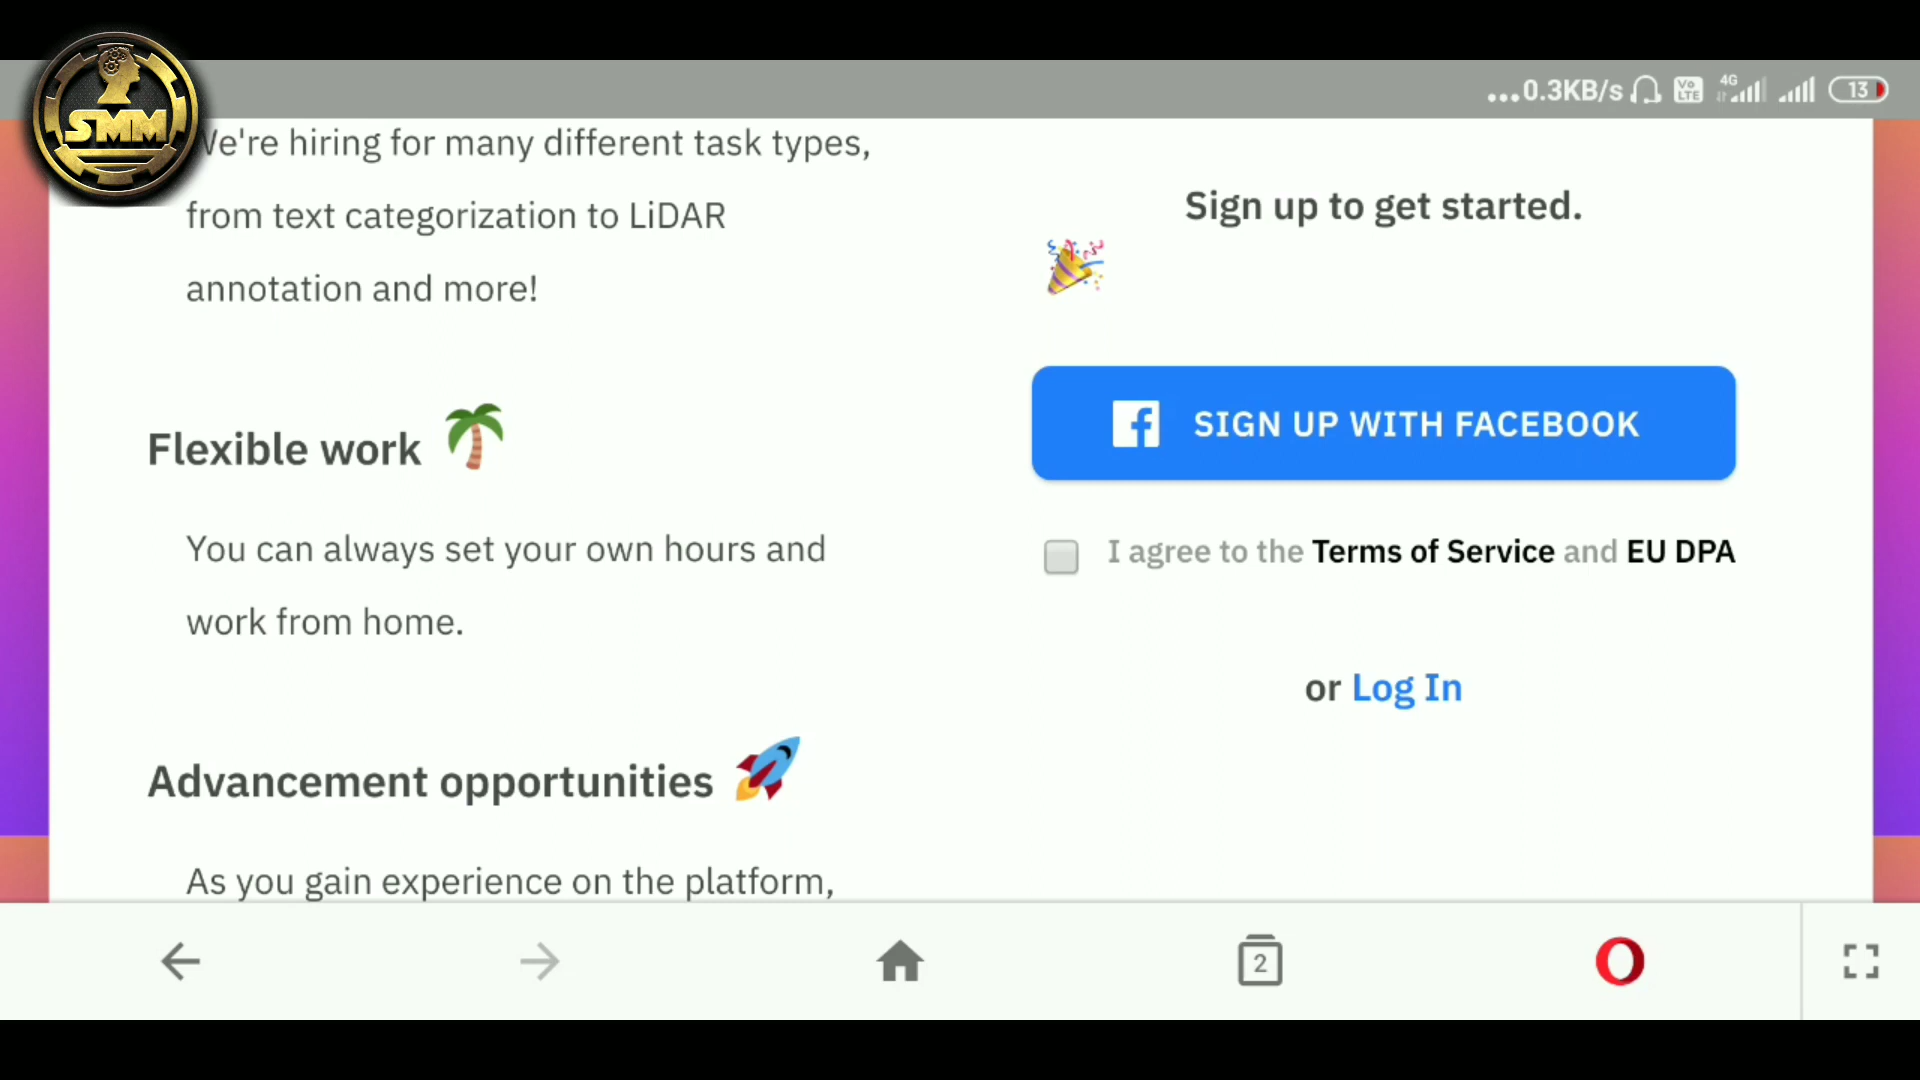 SMM
...0.3KB/s
Vo LTE
4G
13
We're hiring for many different task types,
from text categorization to LiDAR
annotation and more!
Flexible work
You can always set your own hours and
work from home.
Advancement opportunities
As you gain experience on the platform,
Sign up to get started.
SIGN UP WITH FACEBOOK
I agree to the Terms of Service and EU DPA
or Log In
2